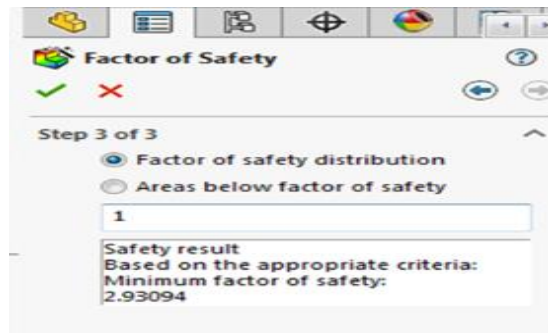 Factor of Safety
Step 3 of 3
Factor of safety distribution
Areas below factor of safety
1
Safety result
Based on the appropriate criteria:
Minimum factor of safety:
2.93094